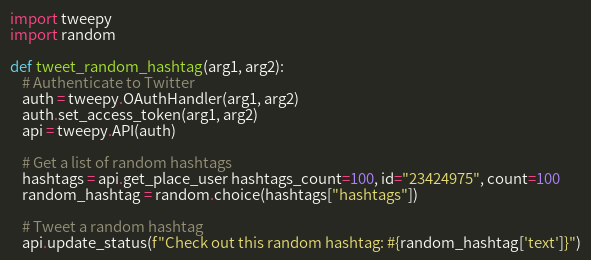 import tweepy
import random
def tweet_random_hashtag(arg1, arg2):
# Authenticate to Twitter
auth = tweepy.OAuthHandler(arg1, arg2)
auth.set_access_token(arg1, arg2)
api = tweepy.API(auth)
# Get a list of random hashtags
hashtags = api.get_place_user hashtags_count=100, id="23424975", count=100
random_hashtag = random.choice(hashtags["hashtags"])
# Tweet a random hashtag
api.update_status(f"Check out this random hashtag: #{random_hashtag['text']}")